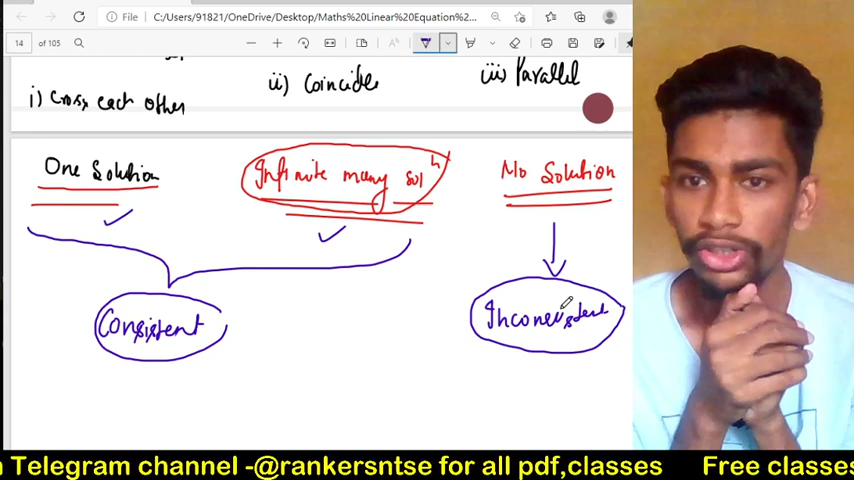 File | C:/Users/91821/OneDrive/Desktop/Maths%20Linear%20Equation%2...
14 of 105
i) Cross each other
ii) Coincide
iii) Parallel
One Solution
Infinite many solⁿ
No Solution
Consistent
Inconsistent
Telegram channel -@rankersntse for all pdf,classes Free classes